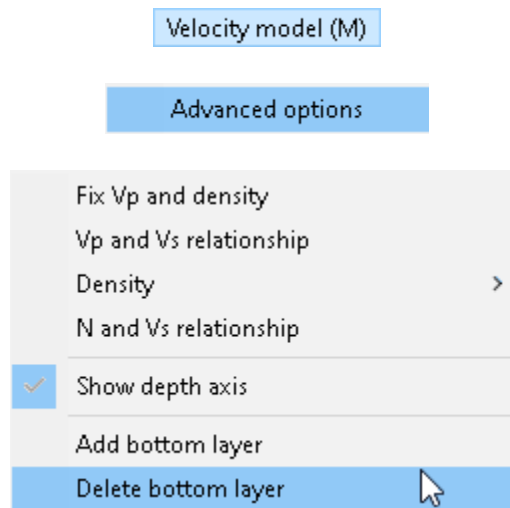 Velocity model (M)
Advanced options
Fix Vp and density
Vp and Vs relationship
Density
N and Vs relationship
Show depth axis
Add bottom layer
Delete bottom layer